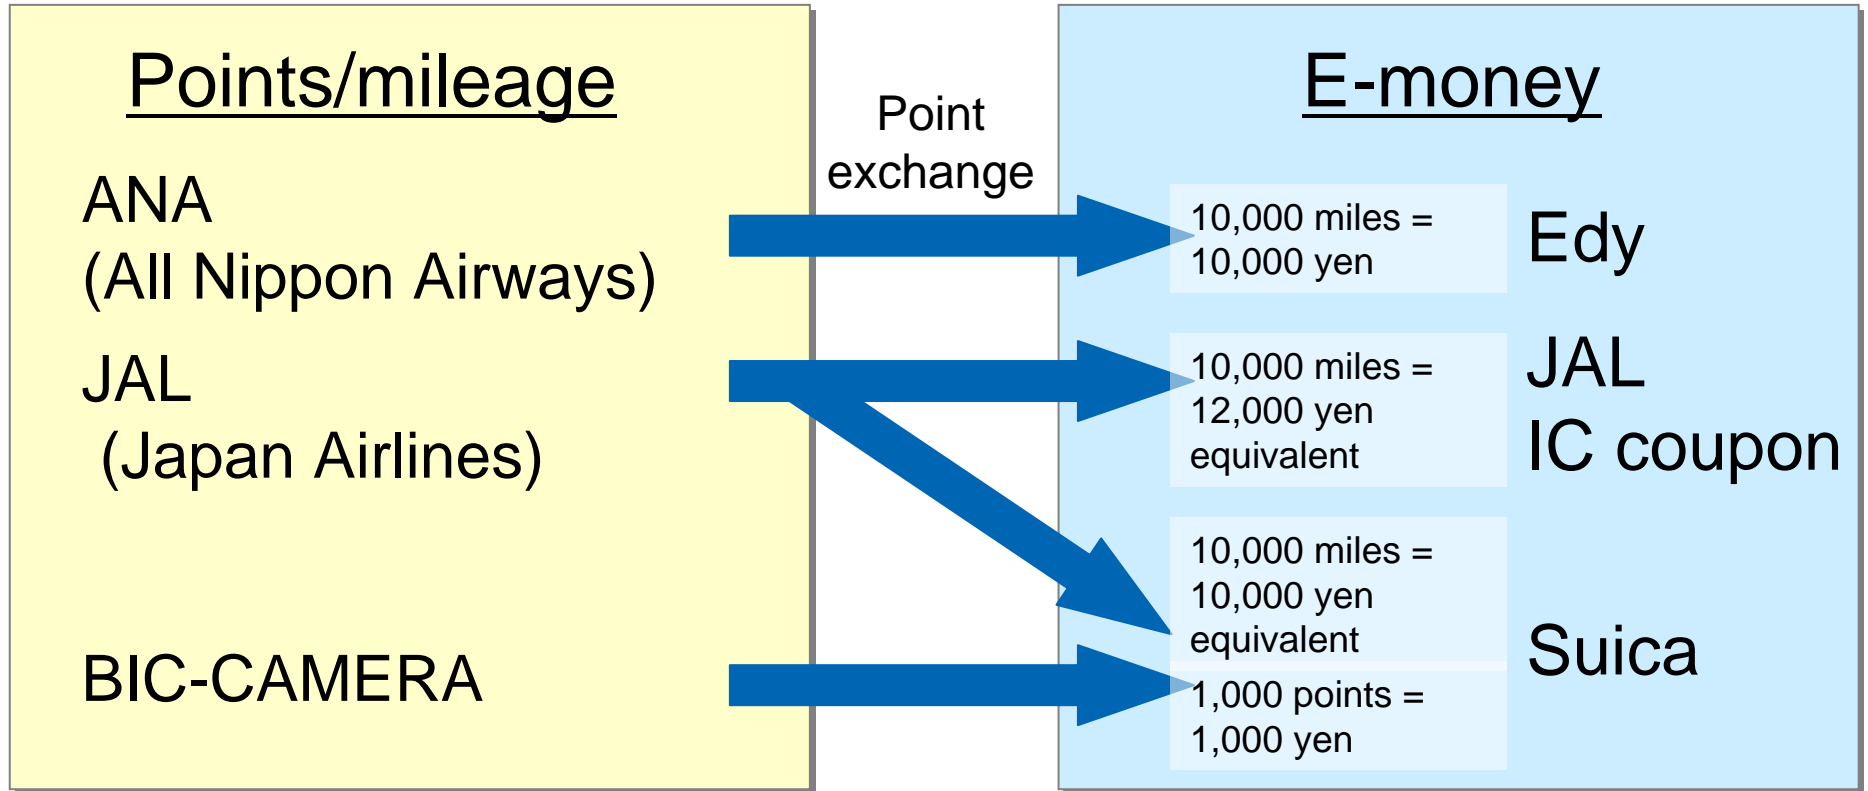 Points/mileage
ANA
(All Nippon Airways)
JAL
(Japan Airlines)
BIC-CAMERA
Point
exchange
E-money
10,000 miles =
10,000 yen
Edy
10,000 miles =
12,000 yen
equivalent
JAL
IC coupon
10,000 miles =
10,000 yen
equivalent
1,000 points =
1,000 yen
Suica